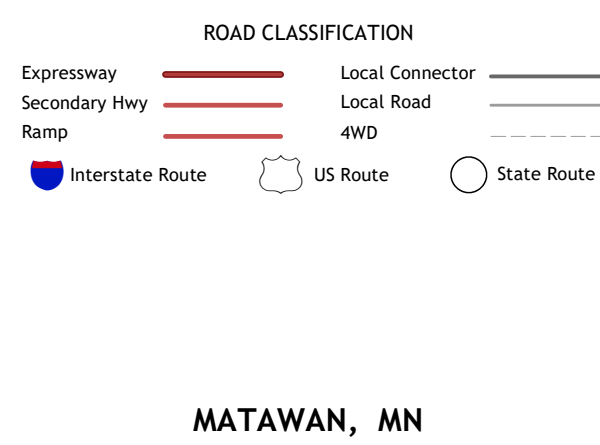 ROAD CLASSIFICATION
Expressway
Local Connector
Secondary Hwy
Local Road
Ramp
4WD
Interstate Route
US Route
State Route
MATAWAN, MN